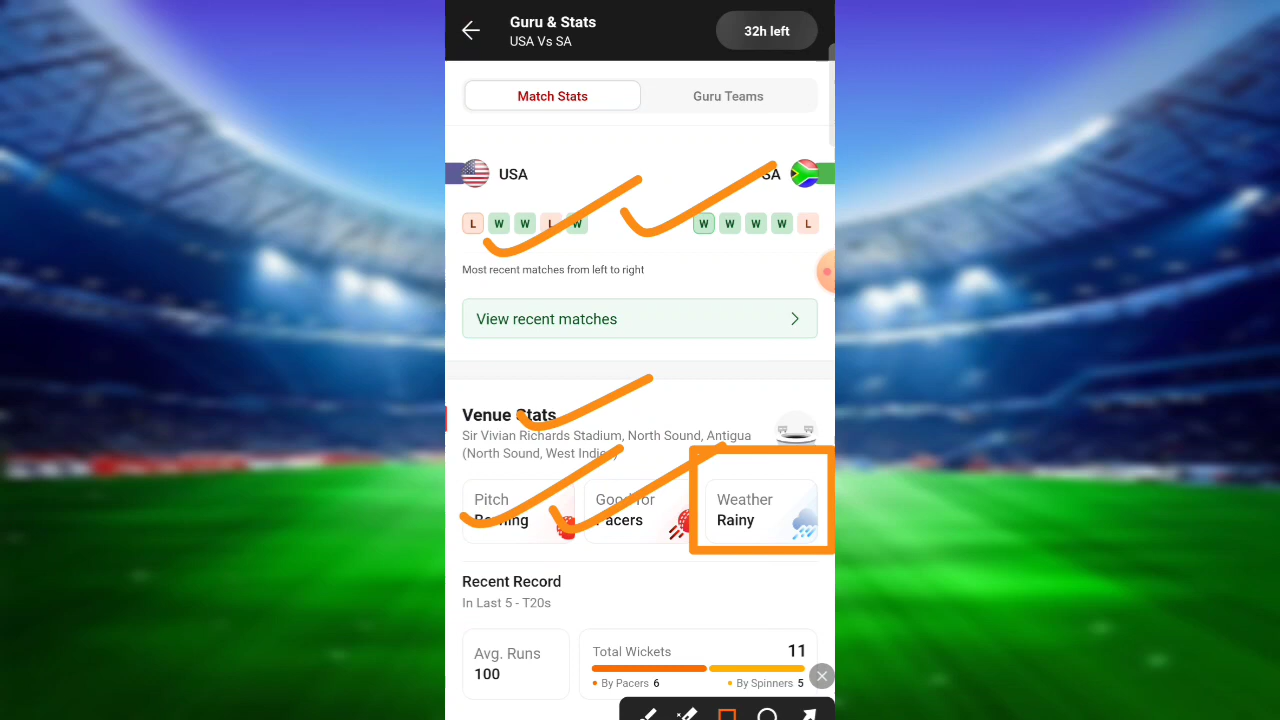 Guru & Stats
USA Vs SA
32h left
Match Stats
Guru Teams
USA
SA
L W W L W
W W W W L
Most recent matches from left to right
View recent matches
Venue Stats
Sir Vivian Richards Stadium, North Sound, Antigua
(North Sound, West Indies)
Pitch
Good for
Pacers
Weather
Rainy
Recent Record
In Last 5 - T20s
Avg. Runs
100
Total Wickets 11
By Pacers 6
By Spinners 5